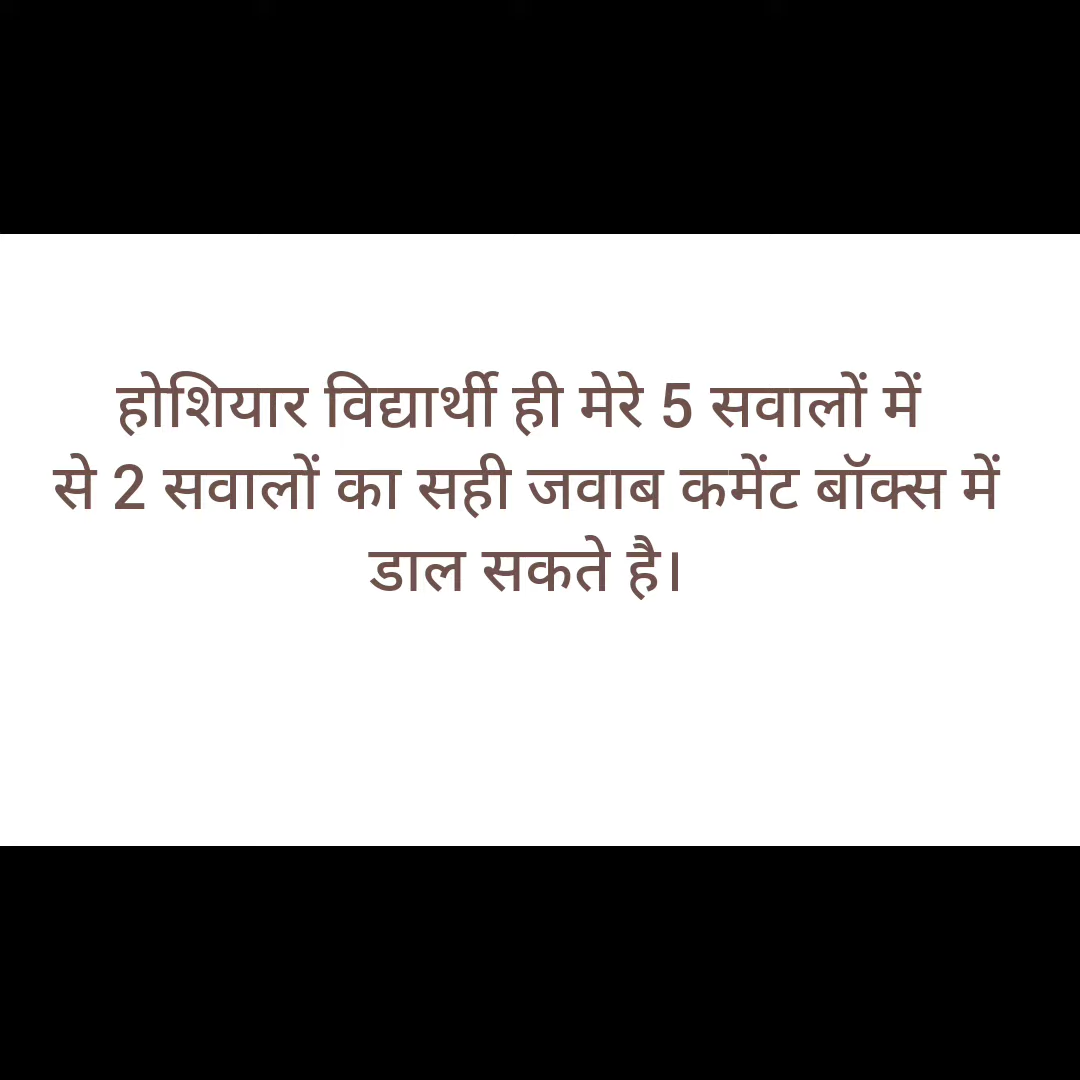 होशियार विद्यार्थी ही मेरे 5 सवालों में
से 2 सवालों का सही जवाब कमेंट बॉक्स में
डाल सकते है।